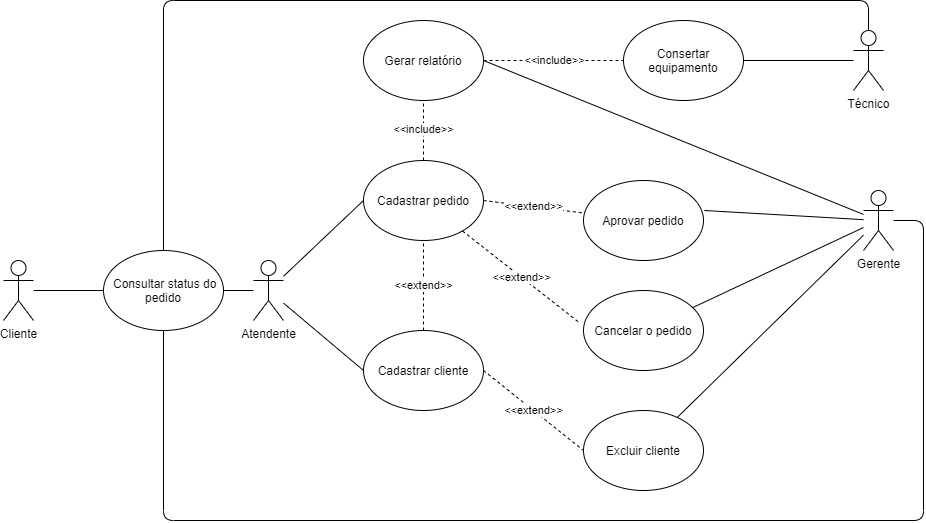 Gerar relatório
<<include>>
Consertar
equipamento
Técnico
<<include>>
Cadastrar pedido
<<extend>>
Aprovar pedido
Gerente
Consultar status do
pedido
<<extend>>
<<extend>>
Cliente
Atendente
Cancelar o pedido
Cadastrar cliente
<<extend>>
Excluir cliente